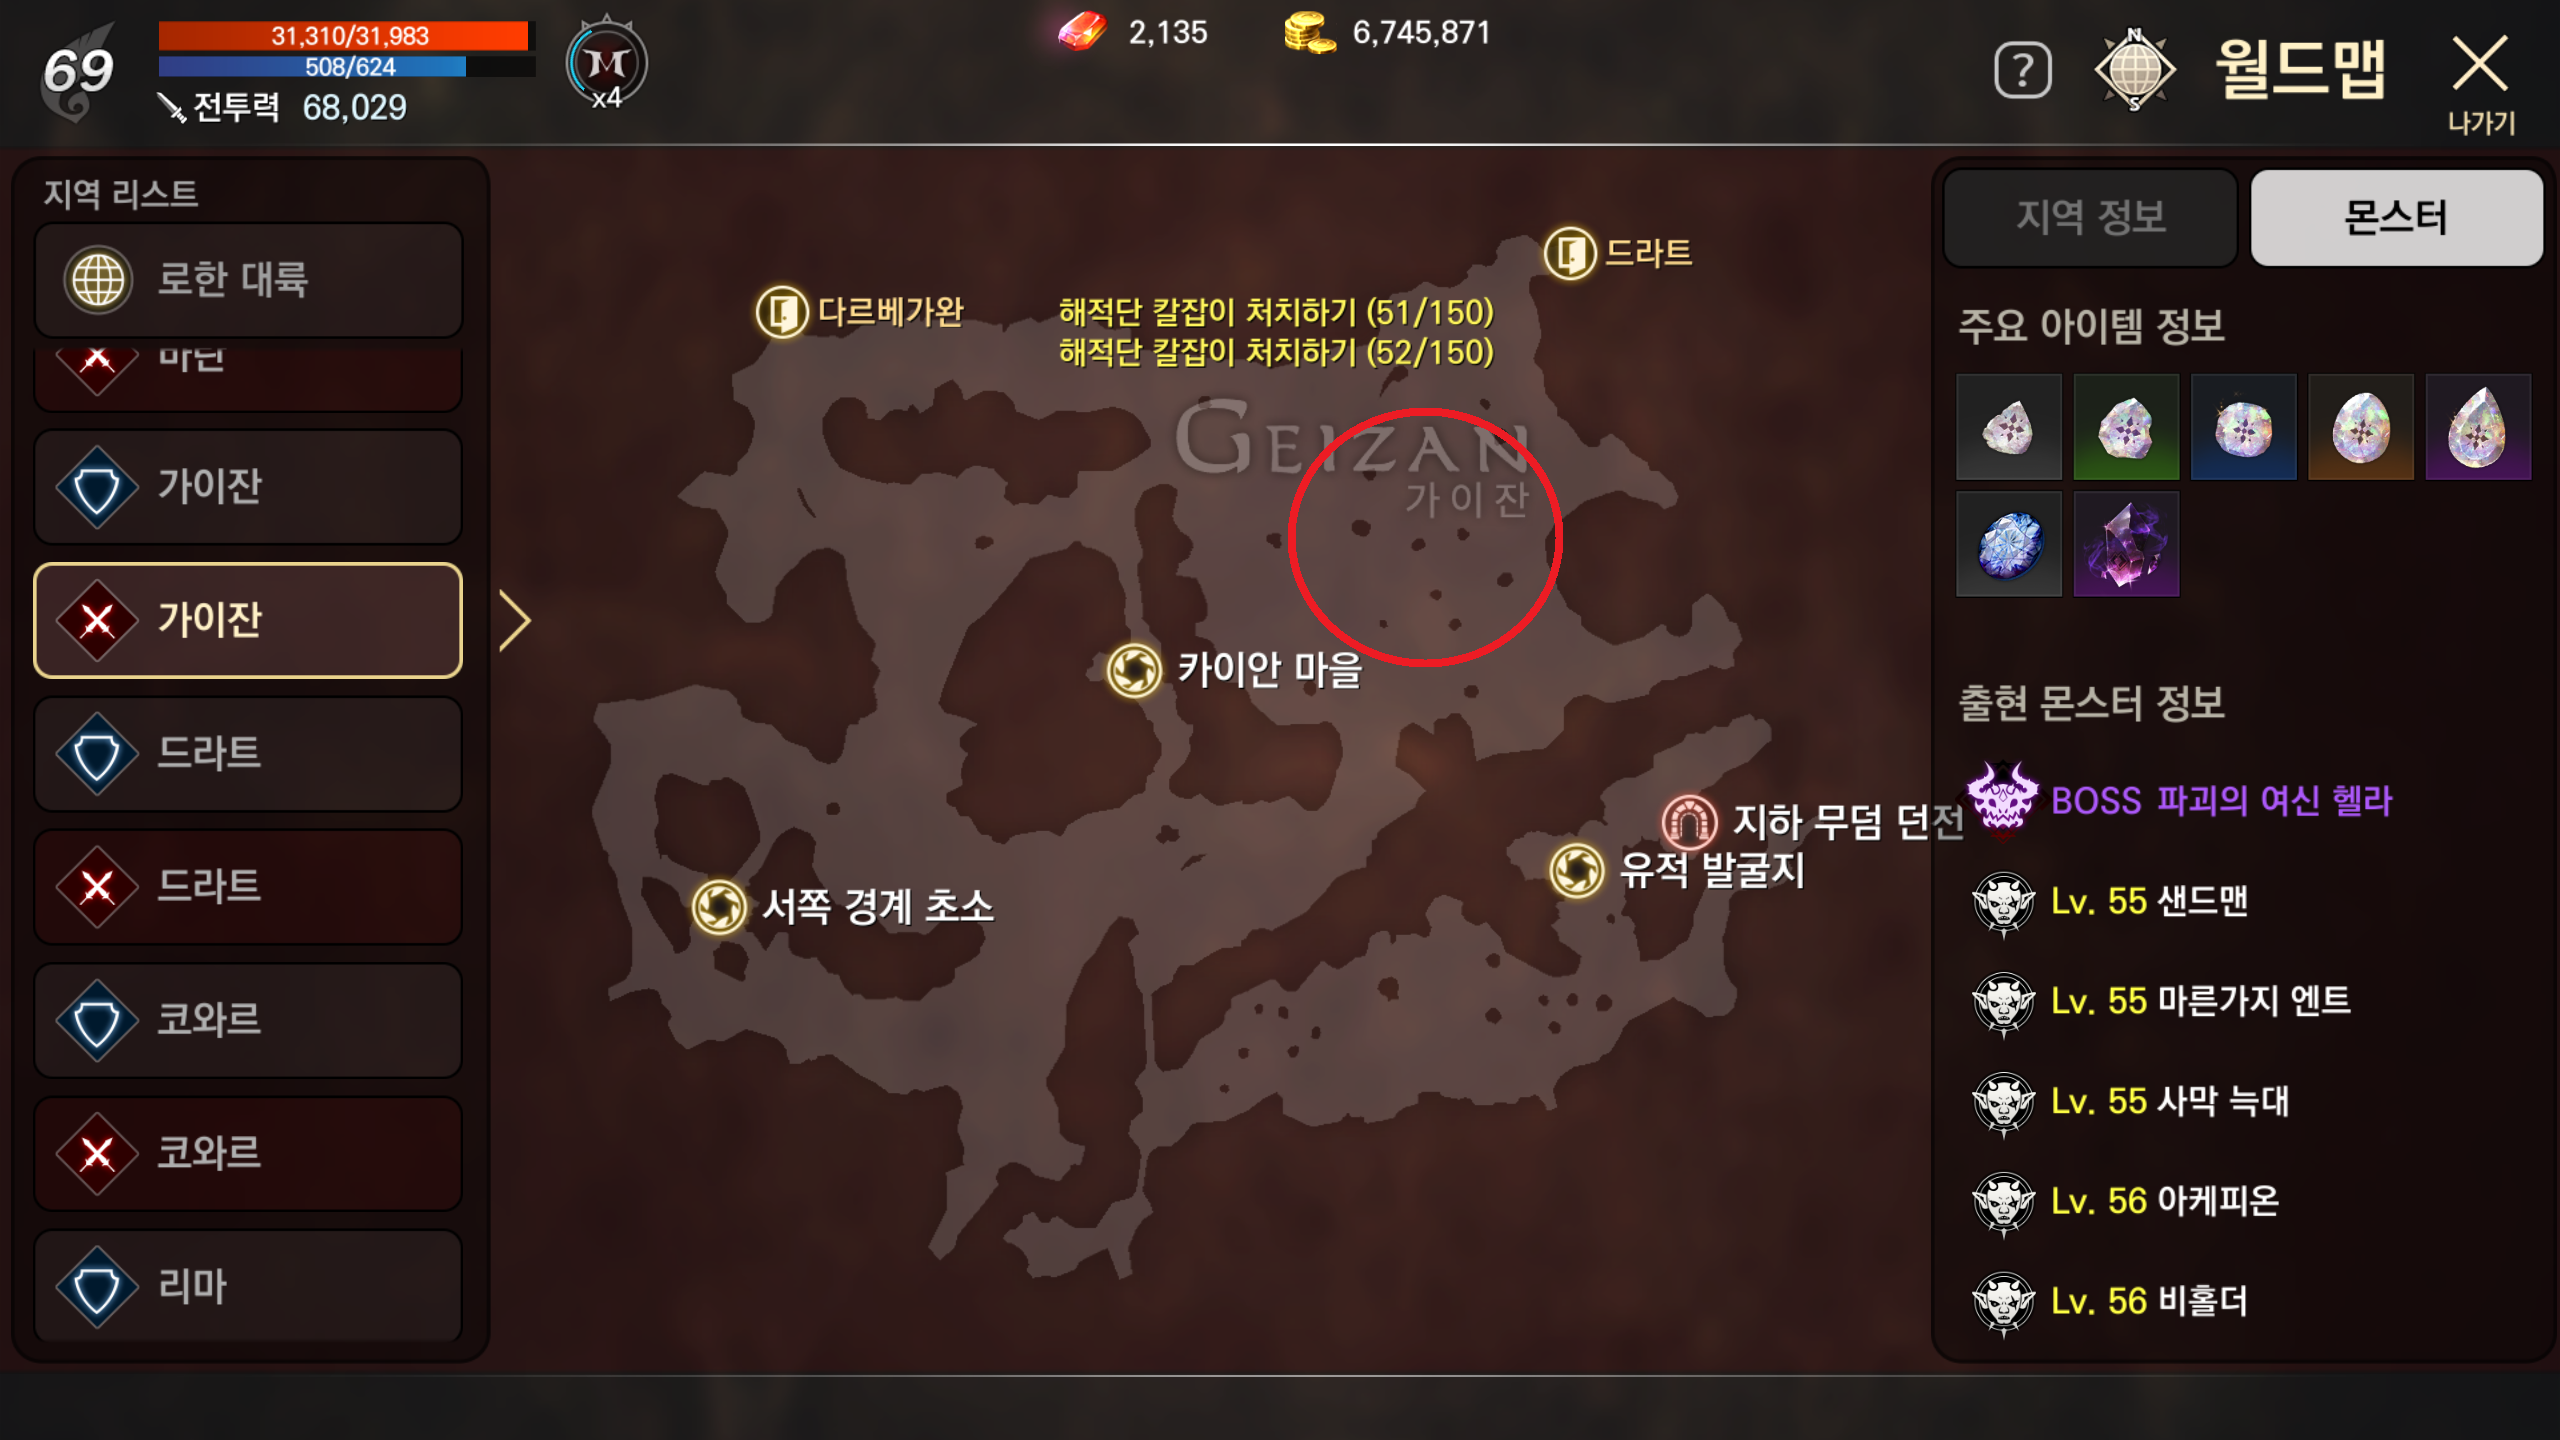 69
31,310/31,983
508/624
전투력 68,029
M
x4
2,135
6,745,871
?
N
S
월드맵
나가기
지역 리스트
로한 대륙
가이잔
가이잔
드라트
드라트
코와르
코와르
리마
드라트
다르베가완
해적단 칼잡이 처치하기 (51/150)
해적단 칼잡이 처치하기 (52/150)
GEIZAN
가이잔
카이안 마을
지하 무덤 던전
유적 발굴지
서쪽 경계 초소
지역 정보
몬스터
주요 아이템 정보
출현 몬스터 정보
BOSS 파괴의 여신 헬라
Lv. 55 샌드맨
Lv. 55 마른가지 엔트
Lv. 55 사막 늑대
Lv. 56 아케피온
Lv. 56 비홀더